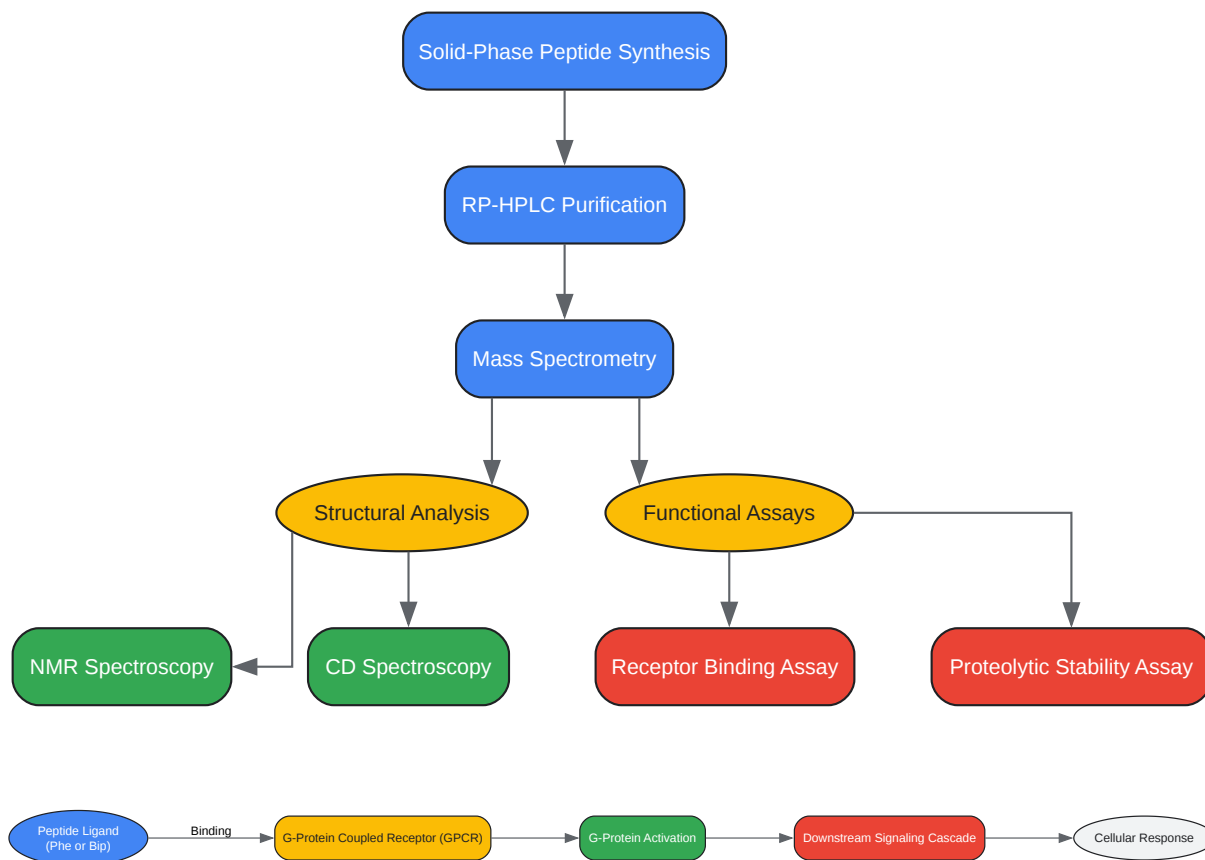 Solid-Phase Peptide Synthesis
RP-HPLC Purification
Mass Spectrometry
Structural Analysis
Functional Assays
NMR Spectroscopy
CD Spectroscopy
Receptor Binding Assay
Proteolytic Stability Assay
Peptide Ligand
(Phe or Bip)
Binding
G-Protein Coupled Receptor (GPCR)
G-Protein Activation
Downstream Signaling Cascade
Cellular Response